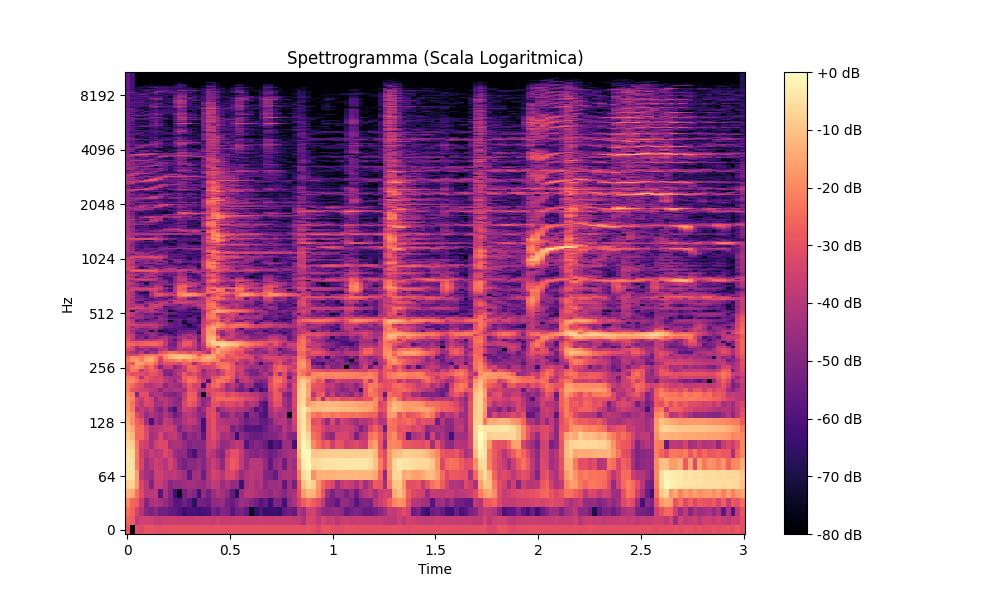 Spettrogramma (Scala Logaritmica)
8192
4096
2048
1024
512
256
128
64
0
Hz
0 0.5 1 1.5 2 2.5 3
Time
+0 dB
-10 dB
-20 dB
-30 dB
-40 dB
-50 dB
-60 dB
-70 dB
-80 dB